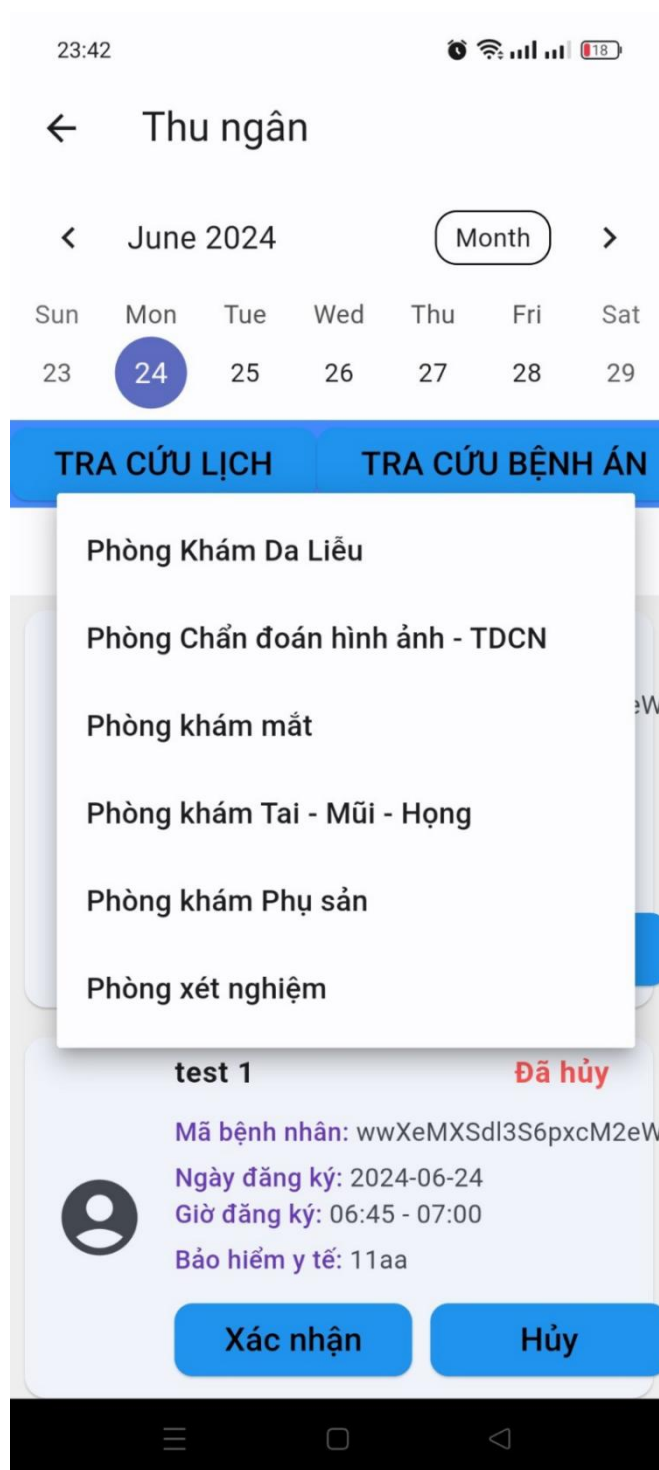 23:42
18
Thu ngân
June 2024
Month
Sun Mon Tue Wed Thu Fri Sat
23 24 25 26 27 28 29
TRA CỨU LỊCH TRA CỨU BỆNH ÁN
Phòng Khám Da Liễu
Phòng Chẩn đoán hình ảnh - TDCN
eW
Phòng khám mắt
Phòng khám Tai - Mũi - Họng
Phòng khám Phụ sản
Phòng xét nghiệm
test 1 Đã hủy
Mã bệnh nhân: wwXeMXSdl3S6pxcM2eW
Ngày đăng ký: 2024-06-24
Giờ đăng ký: 06:45 - 07:00
Bảo hiểm y tế: 11aa
Xác nhận Hủy